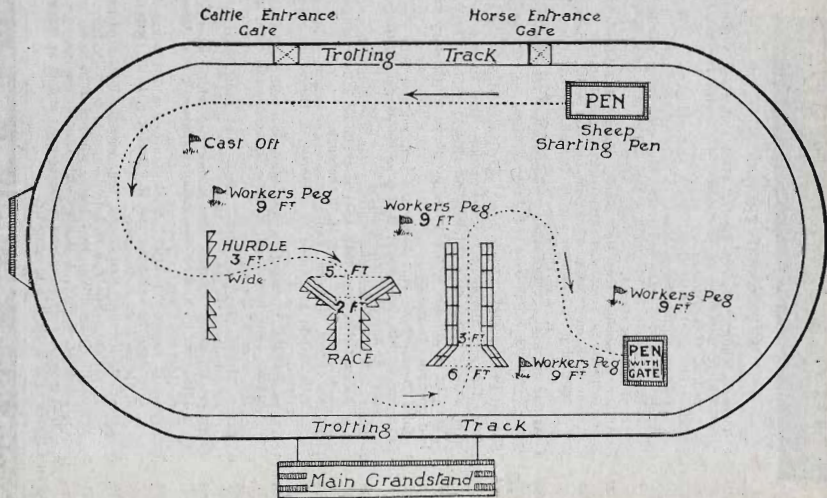 Cattle Entrance
Gate
Horse Entrance
Gate
Trotting Track
PEN
Sheep
Starting Pen
Cast Off
Workers Peg
9 FT
Workers Peg
9 FT
HURDLE
3 FT
Wide
5 FT
2 FT
RACE
Workers Peg
9 FT
3 FT
Workers Peg
9 FT
6 FT
PEN
WITH
GATE
Trotting Track
Main Grandstand